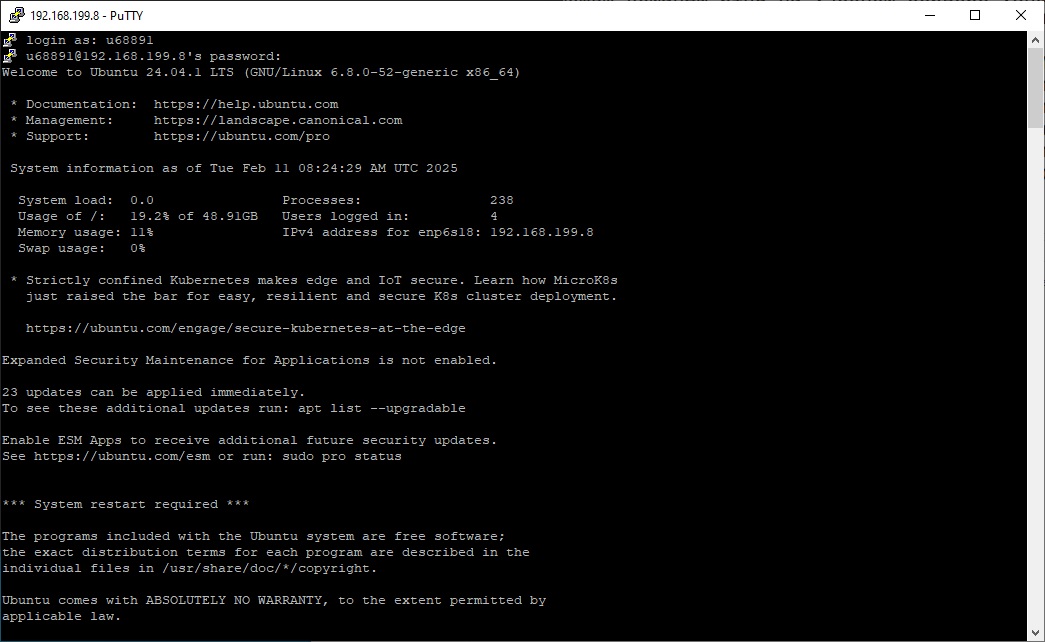 192.168.199.8 - PuTTY
login as: u68891
u68891@192.168.199.8's password:
Welcome to Ubuntu 24.04.1 LTS (GNU/Linux 6.8.0-52-generic x86_64)

 * Documentation:  https://help.ubuntu.com
 * Management:     https://landscape.canonical.com
 * Support:        https://ubuntu.com/pro

 System information as of Tue Feb 11 08:24:29 AM UTC 2025

  System load:  0.0                Processes:               238
  Usage of /:   19.2% of 48.91GB   Users logged in:         4
  Memory usage: 11%                IPv4 address for enp6s18: 192.168.199.8
  Swap usage:   0%

 * Strictly confined Kubernetes makes edge and IoT secure. Learn how MicroK8s
   just raised the bar for easy, resilient and secure K8s cluster deployment.

   https://ubuntu.com/engage/secure-kubernetes-at-the-edge

Expanded Security Maintenance for Applications is not enabled.

23 updates can be applied immediately.
To see these additional updates run: apt list --upgradable

Enable ESM Apps to receive additional future security updates.
See https://ubuntu.com/esm or run: sudo pro status


*** System restart required ***

The programs included with the Ubuntu system are free software;
the exact distribution terms for each program are described in the
individual files in /usr/share/doc/*/copyright.

Ubuntu comes with ABSOLUTELY NO WARRANTY, to the extent permitted by
applicable law.